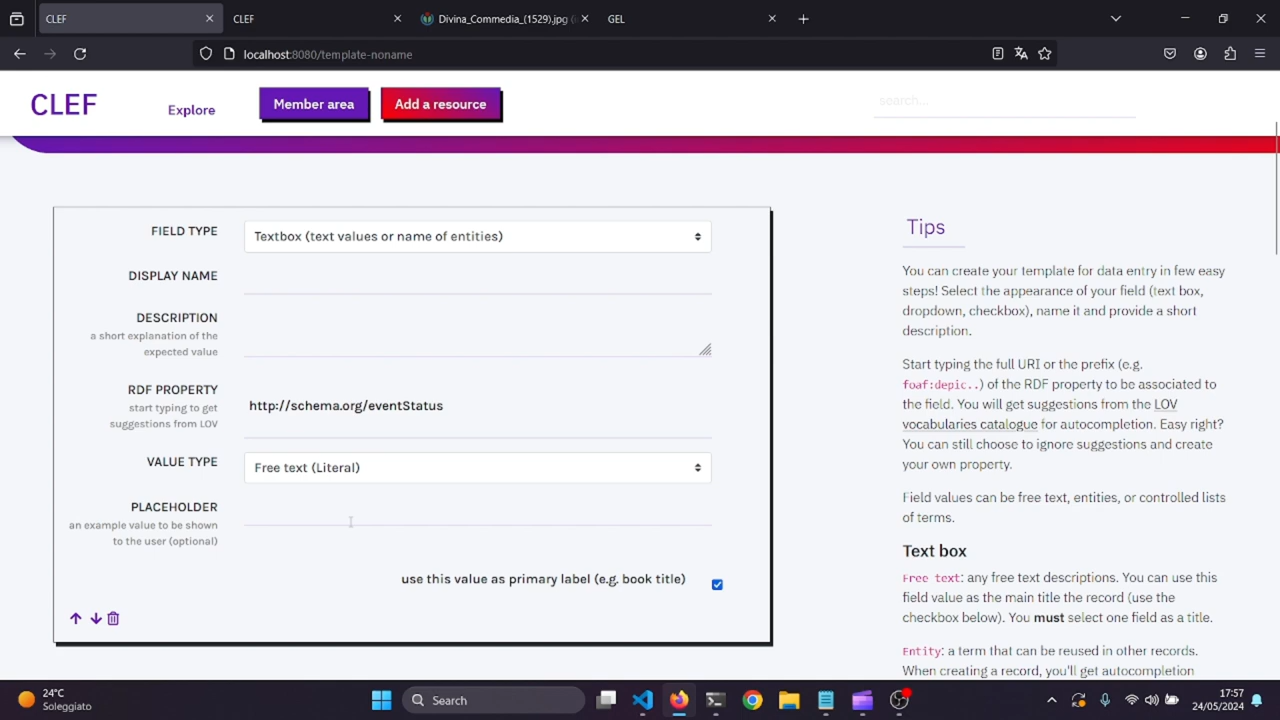 CLEF
CLEF
Divina_Commedia_(1529).jpg (
GEL
localhost:8080/template-noname
CLEF
Explore
Member area
Add a resource
search...
FIELD TYPE
Textbox (text values or name of entities)
DISPLAY NAME
DESCRIPTION
a short explanation of the
expected value
RDF PROPERTY
start typing to get
suggestions from LOV
http://schema.org/eventStatus
VALUE TYPE
Free text (Literal)
PLACEHOLDER
an example value to be shown
to the user (optional)
use this value as primary label (e.g. book title)
Tips
You can create your template for data entry in few easy
steps! Select the appearance of your field (text box,
dropdown, checkbox), name it and provide a short
description.
Start typing the full URI or the prefix (e.g.
foaf:depic..) of the RDF property to be associated to
the field. You will get suggestions from the LOV
vocabularies catalogue for autocompletion. Easy right?
You can still choose to ignore suggestions and create
your own property.
Field values can be free text, entities, or controlled lists
of terms.
Text box
Free text: any free text descriptions. You can use this
field value as the main title the record (use the
checkbox below). You must select one field as a title.
Entity: a term that can be reused in other records.
When creating a record, you'll get autocompletion
24°C
Soleggiato
Search
17:57
24/05/2024